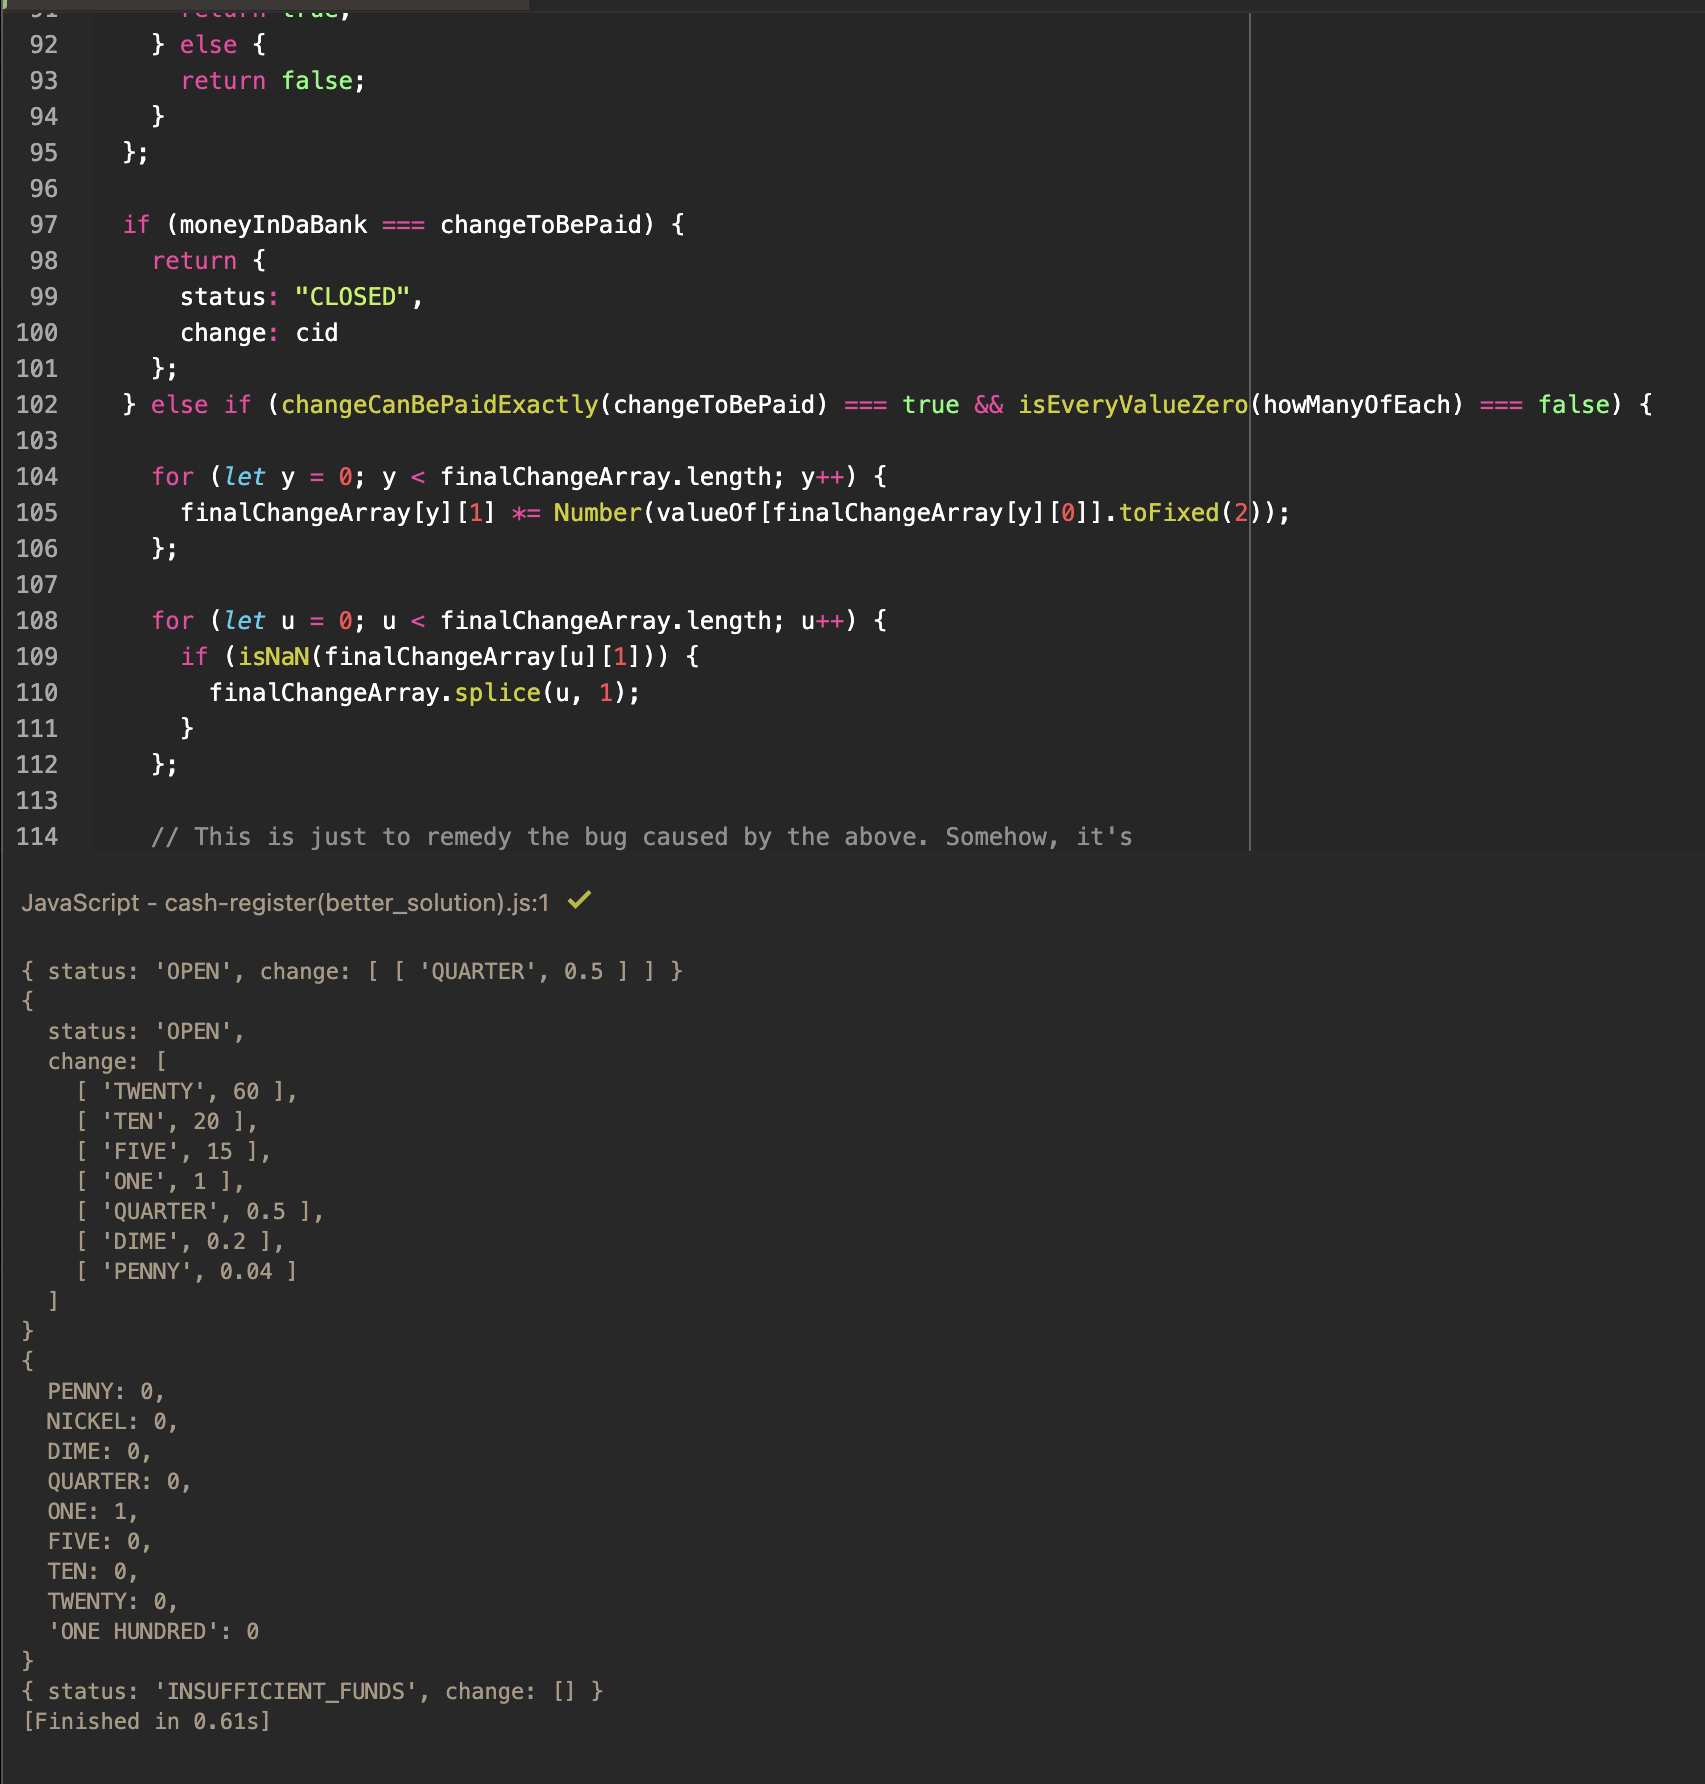 91      return true;
92    } else {
93      return false;
94    }
95  };
96
97  if (moneyInDaBank === changeToBePaid) {
98    return {
99      status: "CLOSED",
100      change: cid
101    };
102  } else if (changeCanBePaidExactly(changeToBePaid) === true && isEveryValueZero(howManyOfEach) === false) {
103
104    for (let y = 0; y < finalChangeArray.length; y++) {
105      finalChangeArray[y][1] *= Number(valueOf[finalChangeArray[y][0]].toFixed(2));
106    };
107
108    for (let u = 0; u < finalChangeArray.length; u++) {
109      if (isNaN(finalChangeArray[u][1])) {
110        finalChangeArray.splice(u, 1);
111      }
112    };
113
114    // This is just to remedy the bug caused by the above. Somehow, it's
JavaScript - cash-register(better_solution).js:1 ✓
{ status: 'OPEN', change: [ [ 'QUARTER', 0.5 ] ] }
{
  status: 'OPEN',
  change: [
    [ 'TWENTY', 60 ],
    [ 'TEN', 20 ],
    [ 'FIVE', 15 ],
    [ 'ONE', 1 ],
    [ 'QUARTER', 0.5 ],
    [ 'DIME', 0.2 ],
    [ 'PENNY', 0.04 ]
  ]
}
{
  PENNY: 0,
  NICKEL: 0,
  DIME: 0,
  QUARTER: 0,
  ONE: 1,
  FIVE: 0,
  TEN: 0,
  TWENTY: 0,
  'ONE HUNDRED': 0
}
{ status: 'INSUFFICIENT_FUNDS', change: [] }
[Finished in 0.61s]